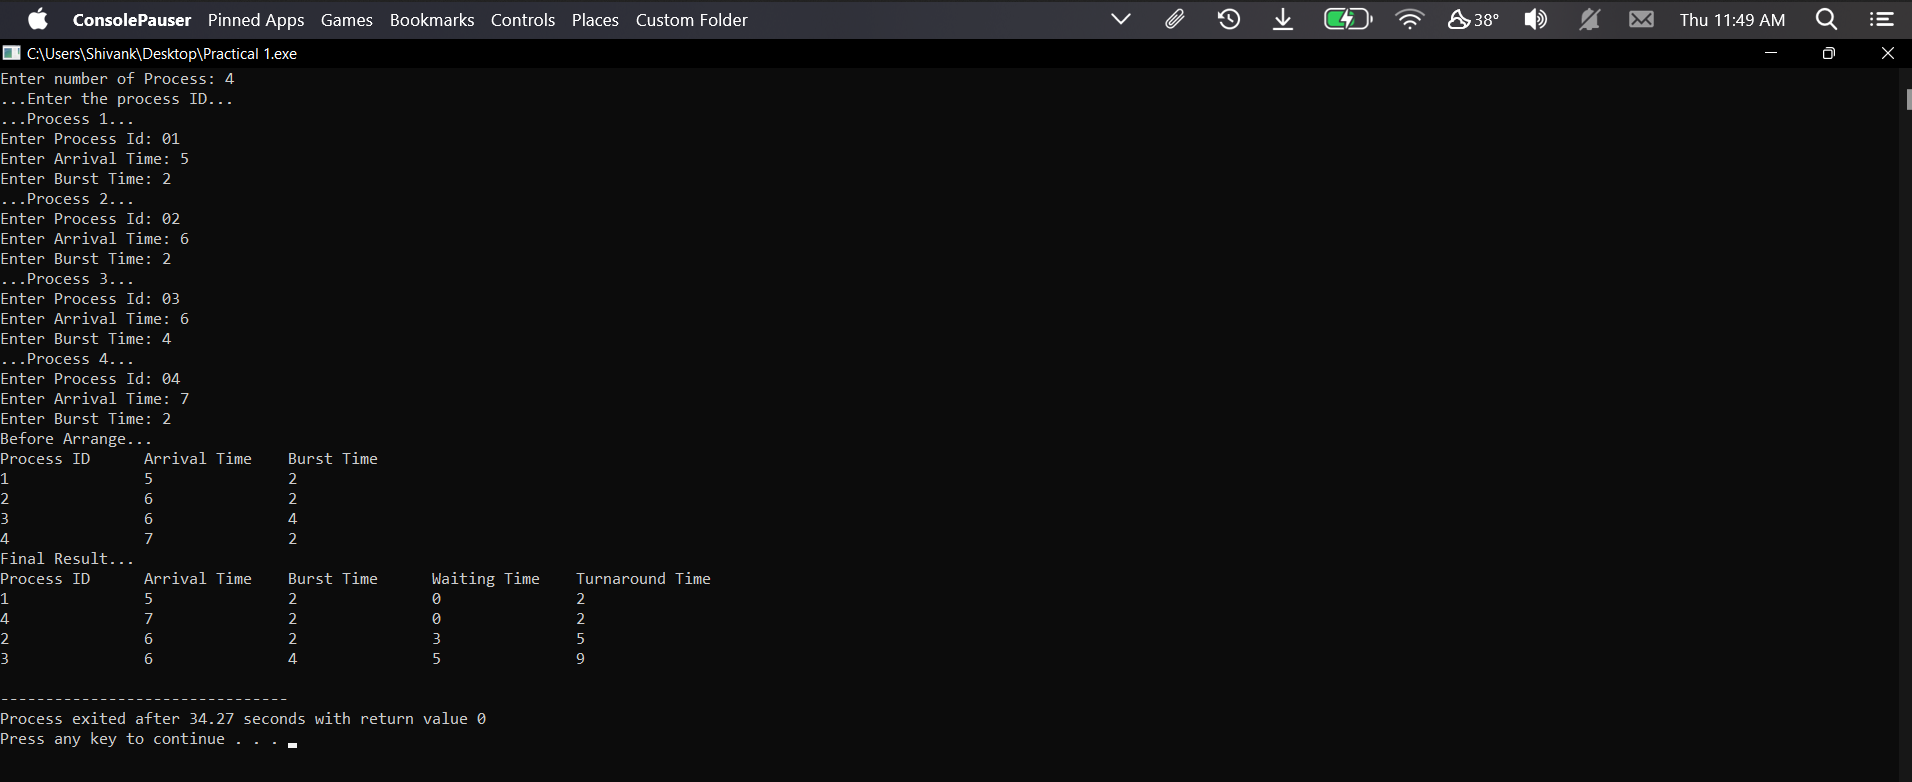 ConsolePauser Pinned Apps Games Bookmarks Controls Places Custom Folder 38° Thu 11:49 AM
C:\Users\Shivank\Desktop\Practical 1.exe
Enter number of Process: 4
...Enter the process ID...
...Process 1...
Enter Process Id: 01
Enter Arrival Time: 5
Enter Burst Time: 2
...Process 2...
Enter Process Id: 02
Enter Arrival Time: 6
Enter Burst Time: 2
...Process 3...
Enter Process Id: 03
Enter Arrival Time: 6
Enter Burst Time: 4
...Process 4...
Enter Process Id: 04
Enter Arrival Time: 7
Enter Burst Time: 2
Before Arrange...
Process ID      Arrival Time    Burst Time
1               5               2
2               6               2
3               6               4
4               7               2
Final Result...
Process ID      Arrival Time    Burst Time      Waiting Time    Turnaround Time
1               5               2               0               2
4               7               2               0               2
2               6               2               3               5
3               6               4               5               9
--------------------------------
Process exited after 34.27 seconds with return value 0
Press any key to continue . . .